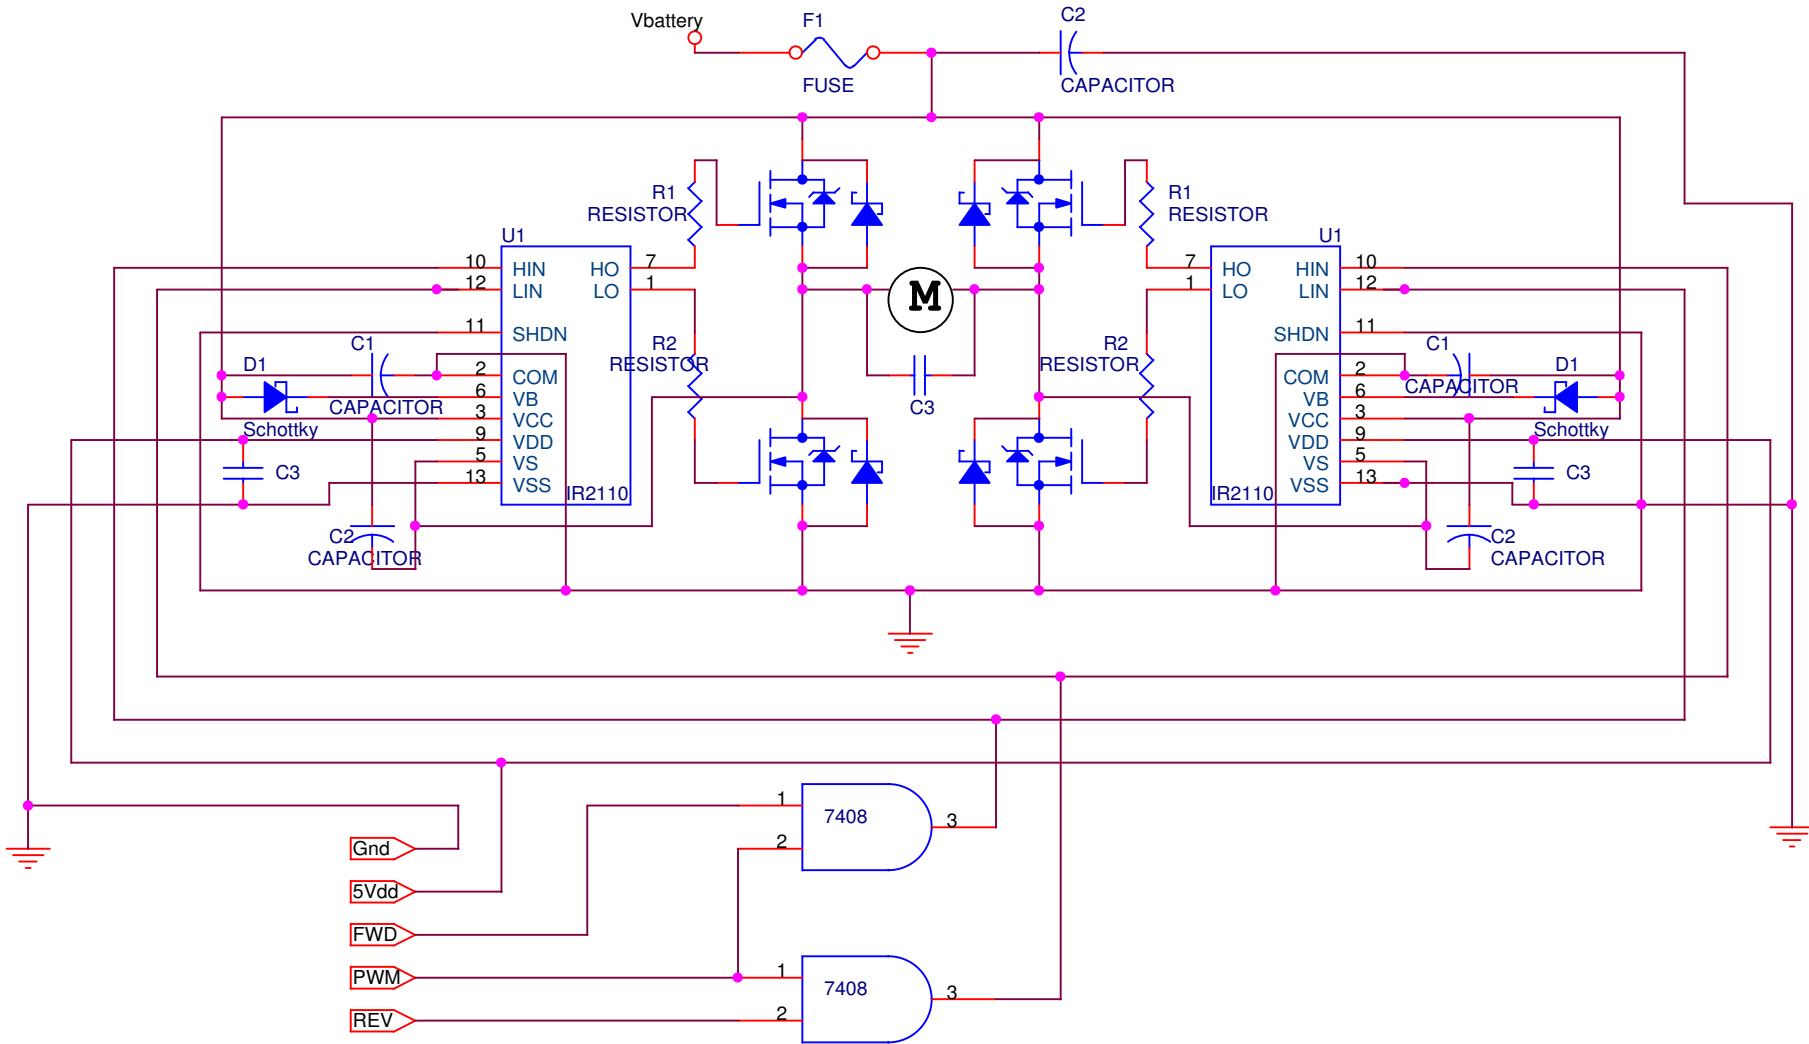 Vbattery
F1
FUSE
C2
CAPACITOR
R1
RESISTOR
R1
RESISTOR
U1
10 HIN
12 LIN
11 SHDN
2 COM
6 VB
3 VCC
9 VDD
5 VS
13 VSS
HO 7
LO 1
IR2110
C1
CAPACITOR
D1
Schottky
C3
C2
CAPACITOR
R2
RESISTOR
M
C3
R2
RESISTOR
U1
7 HO
1 LO
HIN 10
LIN 12
SHDN 11
COM 2
VB 6
VCC 3
VDD 9
VS 5
VSS 13
IR2110
C1
CAPACITOR
D1
Schottky
C3
C2
CAPACITOR
1
2
7408
3
Gnd
5Vdd
FWD
PWM
REV
1
2
7408
3